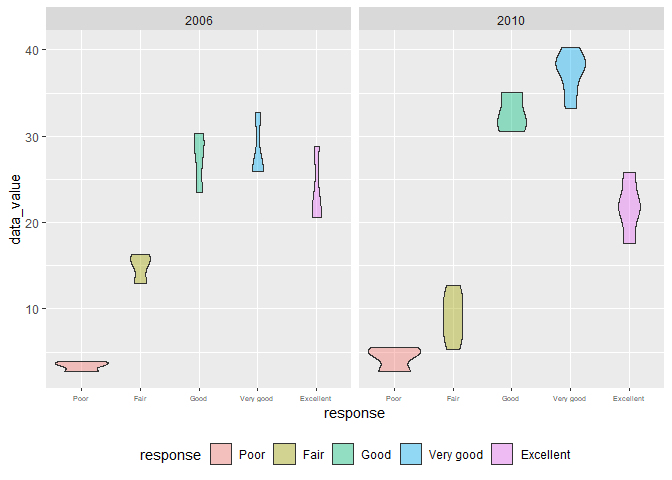 2006 2010
40
30
20
10
data_value
Poor Fair Good Very good Excellent Poor Fair Good Very good Excellent
response
response Poor Fair Good Very good Excellent